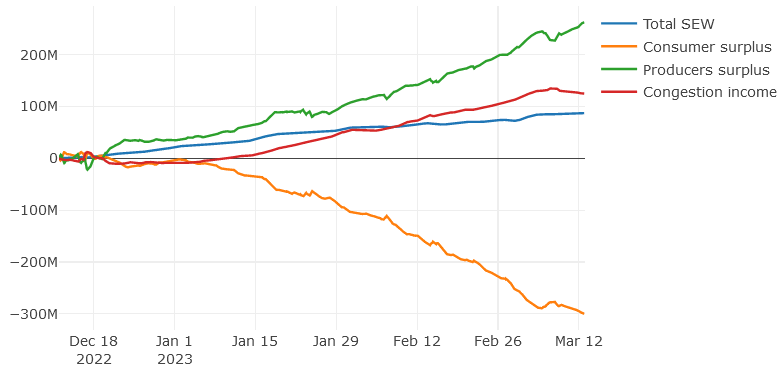 Total SEW
Consumer surplus
Producers surplus
Congestion income
200M
100M
0
−100M
−200M
−300M
Dec 18
2022
Jan 1
2023
Jan 15
Jan 29
Feb 12
Feb 26
Mar 12